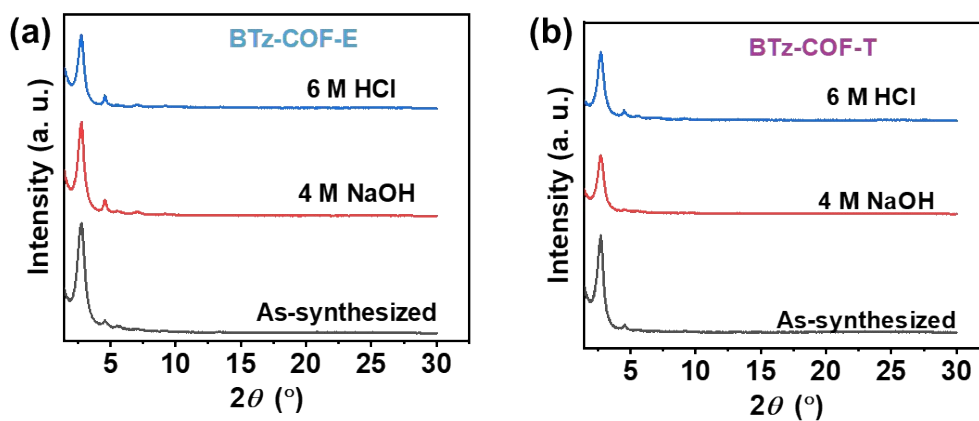 (a)
BTz-COF-E
6 M HCl
4 M NaOH
As-synthesized
Intensity (a. u.)
5 10 15 20 25 30
2θ (°)
(b)
BTz-COF-T
6 M HCl
4 M NaOH
As-synthesized
Intensity (a. u.)
5 10 15 20 25 30
2θ (°)